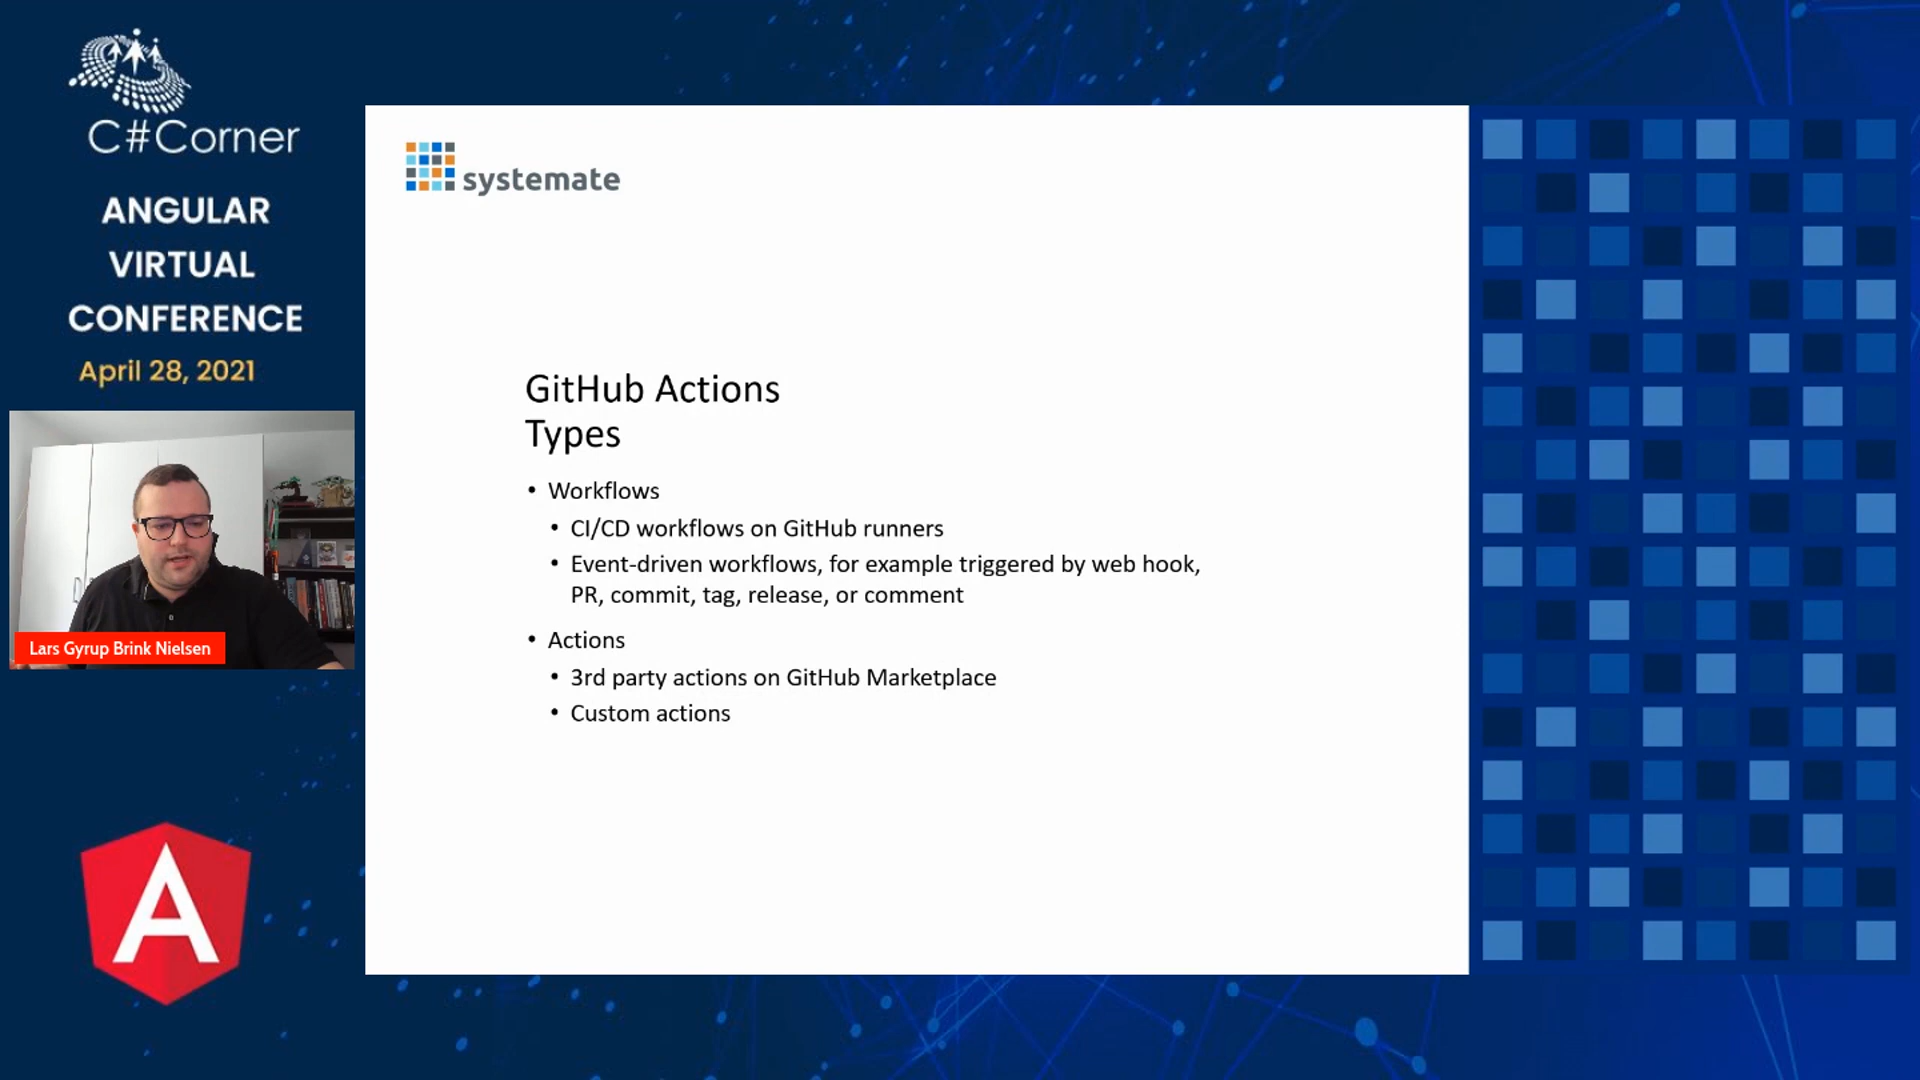 C#Corner
ANGULAR
VIRTUAL
CONFERENCE
April 28, 2021
Lars Gyrup Brink Nielsen
systemate
GitHub Actions
Types
• Workflows
• CI/CD workflows on GitHub runners
• Event-driven workflows, for example triggered by web hook,
PR, commit, tag, release, or comment
• Actions
• 3rd party actions on GitHub Marketplace
• Custom actions
A